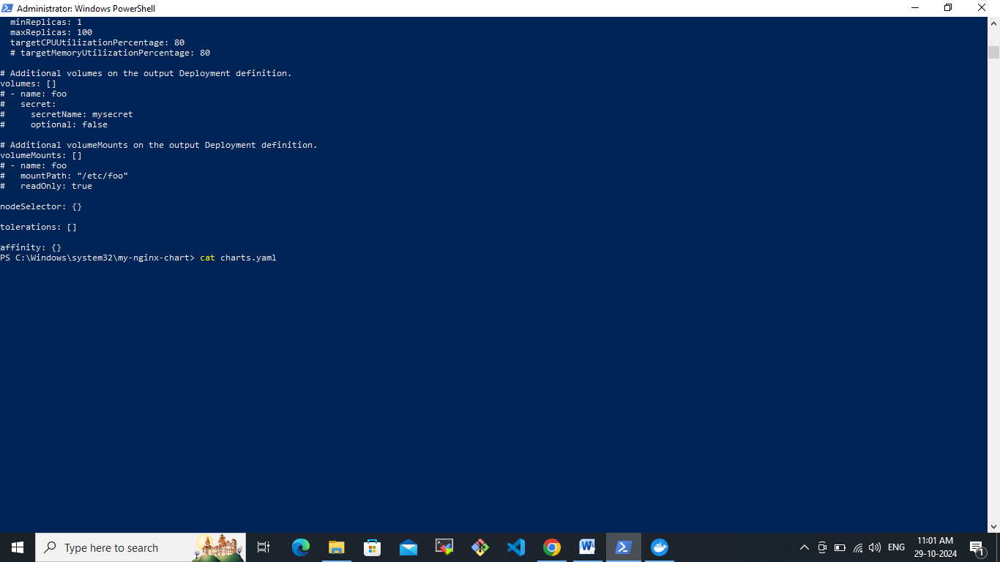 Administrator: Windows PowerShell
  minReplicas: 1
  maxReplicas: 100
  targetCPUUtilizationPercentage: 80
  # targetMemoryUtilizationPercentage: 80

# Additional volumes on the output Deployment definition.
volumes: []
# - name: foo
#   secret:
#     secretName: mysecret
#     optional: false

# Additional volumeMounts on the output Deployment definition.
volumeMounts: []
# - name: foo
#   mountPath: "/etc/foo"
#   readOnly: true

nodeSelector: {}

tolerations: []

affinity: {}
PS C:\Windows\system32\my-nginx-chart> cat charts.yaml
Type here to search
ENG
11:01 AM
29-10-2024
1